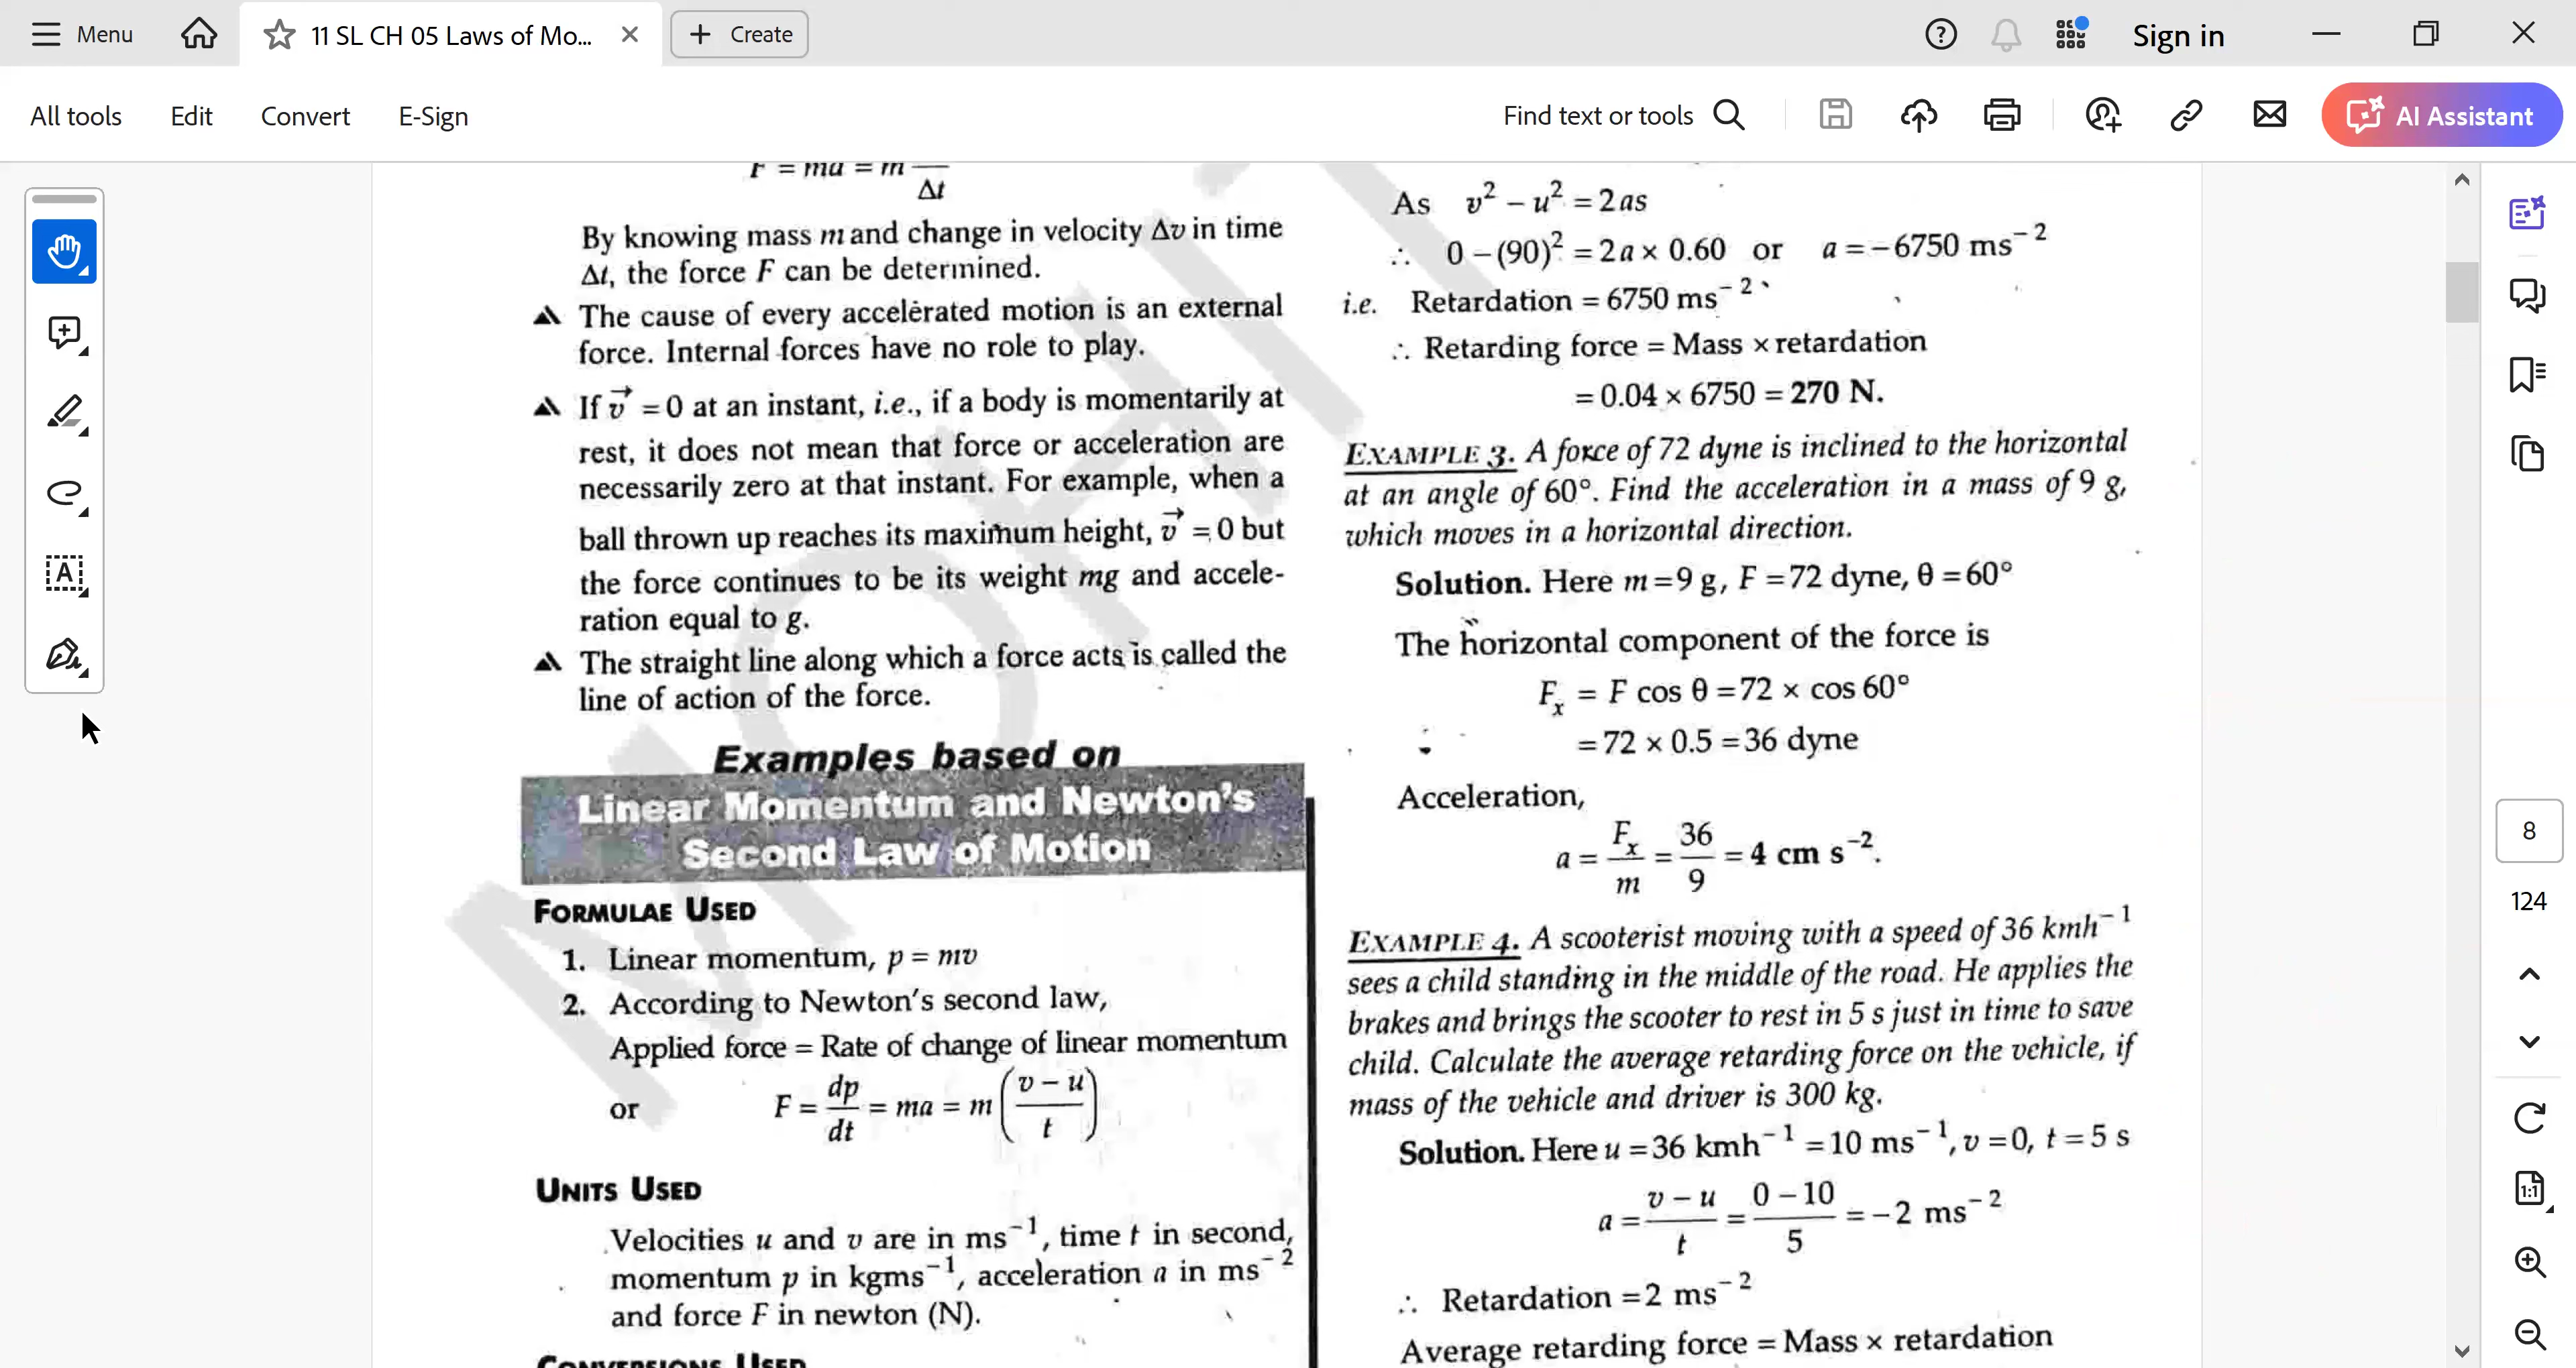 Menu
11 SL CH 05 Laws of Mo...
Create
Sign in
All tools
Edit
Convert
E-Sign
Find text or tools
AI Assistant
F = ma = m —
Δt
By knowing mass m and change in velocity Δv in time
Δt, the force F can be determined.
The cause of every accelerated motion is an external
force. Internal forces have no role to play.
If v⃗ = 0 at an instant, i.e., if a body is momentarily at
rest, it does not mean that force or acceleration are
necessarily zero at that instant. For example, when a
ball thrown up reaches its maximum height, v⃗ = 0 but
the force continues to be its weight mg and accele-
ration equal to g.
The straight line along which a force acts is called the
line of action of the force.
Examples based on
Linear Momentum and Newton's
Second Law of Motion
FORMULAE USED
1. Linear momentum, p = mv
2. According to Newton's second law,
Applied force = Rate of change of linear momentum
or F = dp/dt = ma = m((v – u)/t)
UNITS USED
Velocities u and v are in ms⁻¹, time t in second,
momentum p in kgms⁻¹, acceleration a in ms⁻²
and force F in newton (N).
CONVERSIONS USED
As v² – u² = 2as
∴ 0 – (90)² = 2a × 0.60 or a = – 6750 ms⁻²
i.e. Retardation = 6750 ms⁻²
∴ Retarding force = Mass × retardation
= 0.04 × 6750 = 270 N.
EXAMPLE 3. A force of 72 dyne is inclined to the horizontal
at an angle of 60°. Find the acceleration in a mass of 9 g,
which moves in a horizontal direction.
Solution. Here m = 9 g, F = 72 dyne, θ = 60°
The horizontal component of the force is
Fₓ = F cos θ = 72 × cos 60°
= 72 × 0.5 = 36 dyne
Acceleration,
a = Fₓ/m = 36/9 = 4 cm s⁻².
EXAMPLE 4. A scooterist moving with a speed of 36 kmh⁻¹
sees a child standing in the middle of the road. He applies the
brakes and brings the scooter to rest in 5 s just in time to save
child. Calculate the average retarding force on the vehicle, if
mass of the vehicle and driver is 300 kg.
Solution. Here u = 36 kmh⁻¹ = 10 ms⁻¹, v = 0, t = 5 s
a = (v – u)/t = (0 – 10)/5 = – 2 ms⁻²
∴ Retardation = 2 ms⁻²
Average retarding force = Mass × retardation
8
124